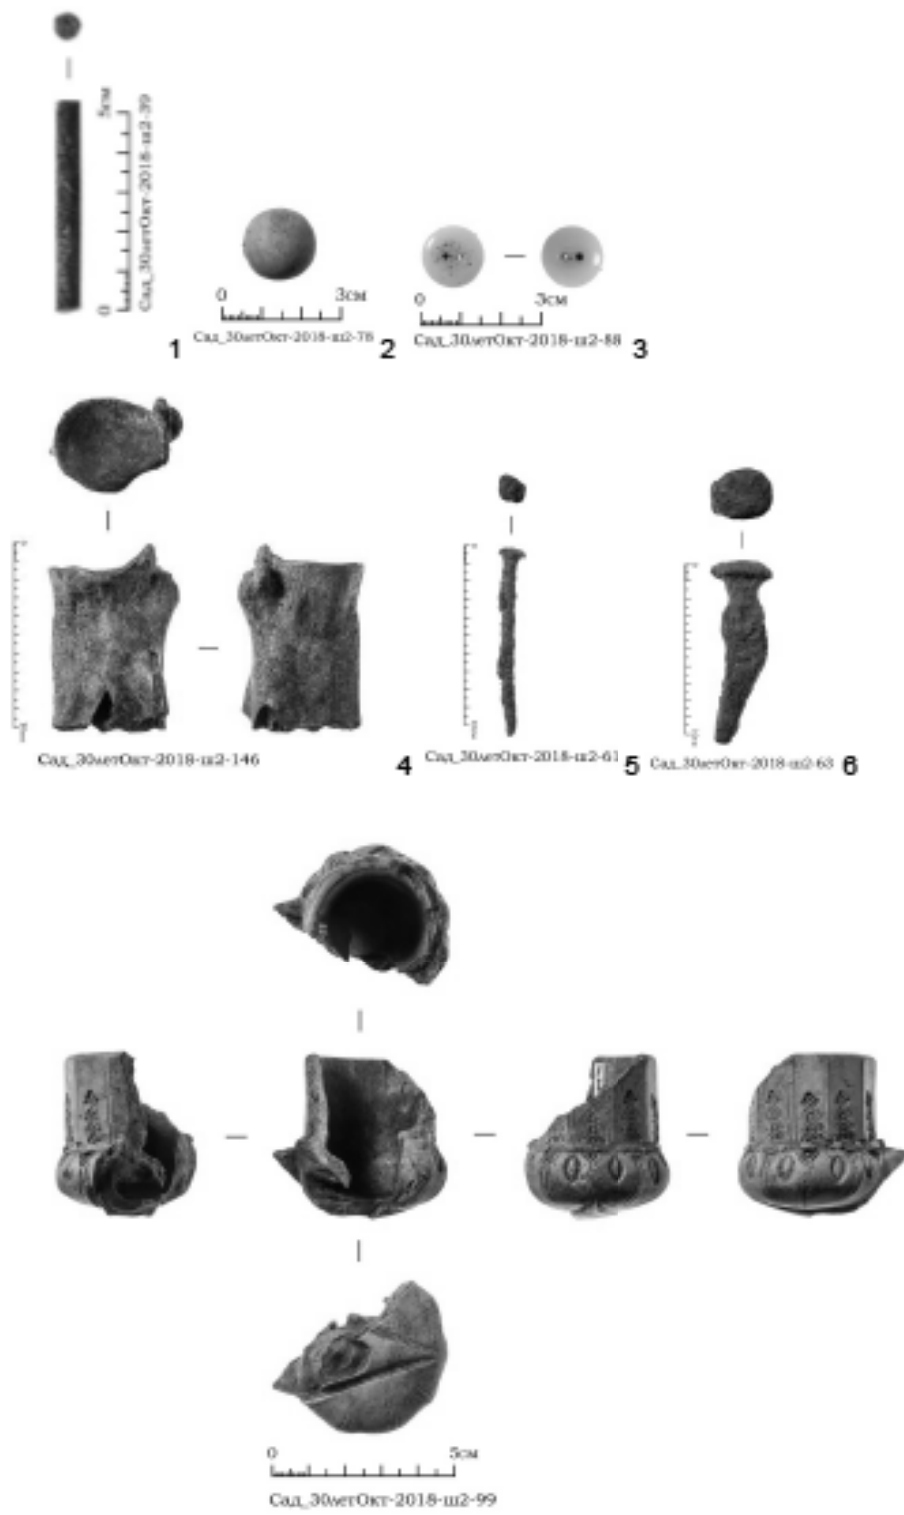 5см
0
Сад_30летОкт-2018-ш2-39
1
0 3см
Сад_30летОкт-2018-ш2-78
2
0 3см
Сад_30летОкт-2018-ш2-88
3
Сад_30летОкт-2018-ш2-146
4
Сад_30летОкт-2018-ш2-61
5
Сад_30летОкт-2018-ш2-63
6
0 5см
Сад_30летОкт-2018-ш2-99